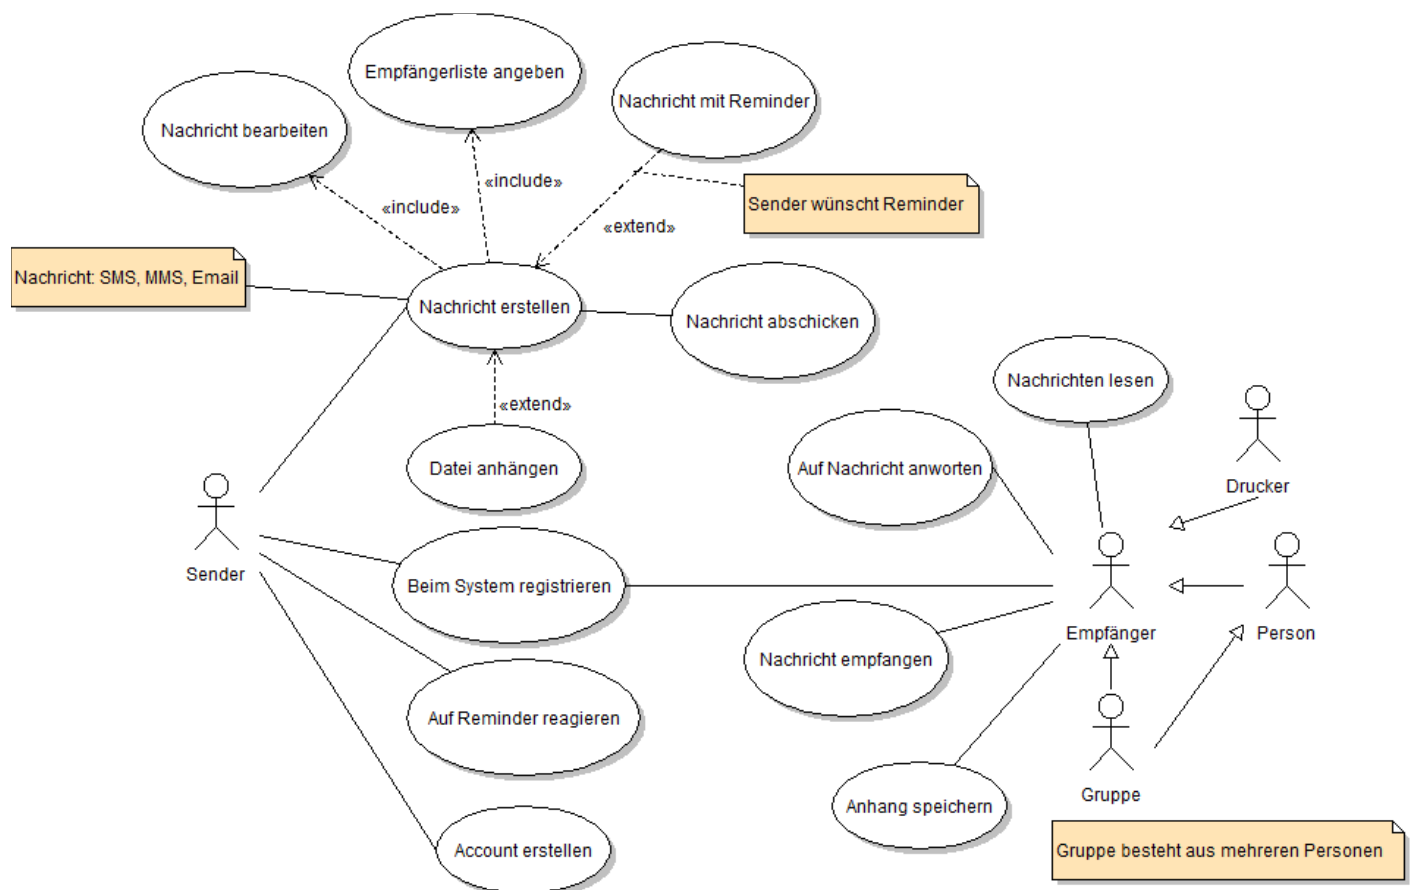 Empfängerliste angeben
Nachricht mit Reminder
Nachricht bearbeiten
«include»
«include»
Sender wünscht Reminder
«extend»
Nachricht: SMS, MMS, Email
Nachricht erstellen
Nachricht abschicken
Nachrichten lesen
«extend»
Datei anhängen
Auf Nachricht anworten
Drucker
Sender
Beim System registrieren
Empfänger
Person
Nachricht empfangen
Auf Reminder reagieren
Anhang speichern
Gruppe
Account erstellen
Gruppe besteht aus mehreren Personen